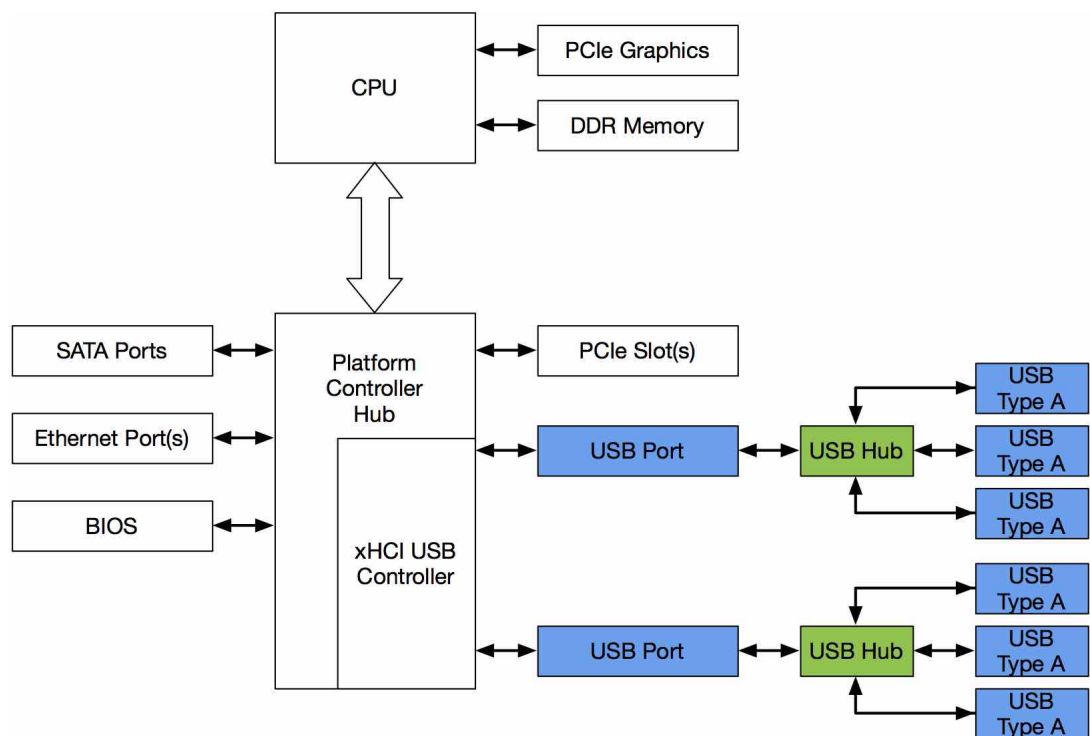 CPU
PCIe Graphics
DDR Memory
SATA Ports
Ethernet Port(s)
BIOS
Platform
Controller
Hub
xHCI USB
Controller
PCIe Slot(s)
USB Port
USB Hub
USB
Type A
USB
Type A
USB
Type A
USB Port
USB Hub
USB
Type A
USB
Type A
USB
Type A